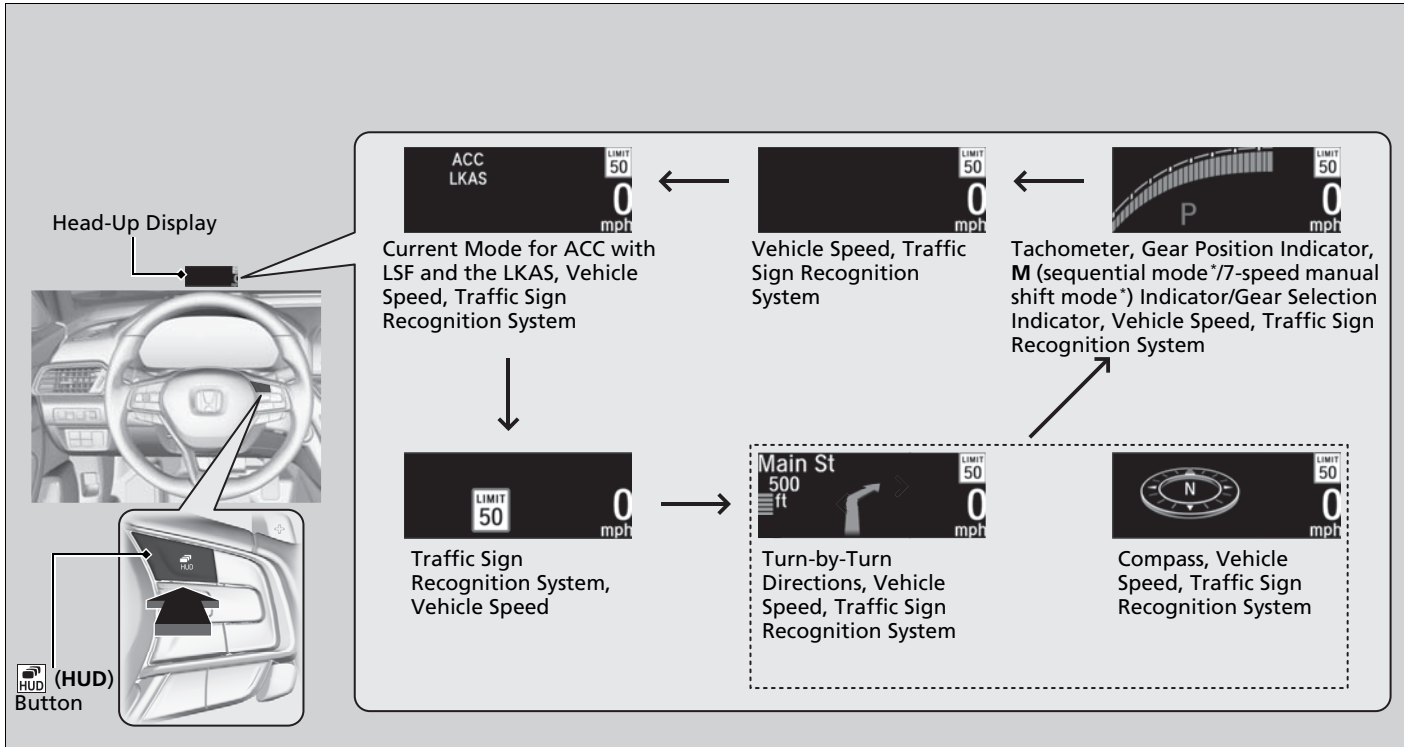 ACC
LKAS
LIMIT
50
0
mph
LIMIT
50
0
mph
P
LIMIT
50
0
mph
Head-Up Display
Current Mode for ACC with
LSF and the LKAS, Vehicle
Speed, Traffic Sign
Recognition System
Vehicle Speed, Traffic
Sign Recognition
System
Tachometer, Gear Position Indicator,
M (sequential mode*/7-speed manual
shift mode*) Indicator/Gear Selection
Indicator, Vehicle Speed, Traffic Sign
Recognition System
LIMIT
50
0
mph
Main St
500
ft
LIMIT
50
0
mph
N
LIMIT
50
0
mph
Traffic Sign
Recognition System,
Vehicle Speed
Turn-by-Turn
Directions, Vehicle
Speed, Traffic Sign
Recognition System
Compass, Vehicle
Speed, Traffic Sign
Recognition System
HUD
HUD (HUD)
Button